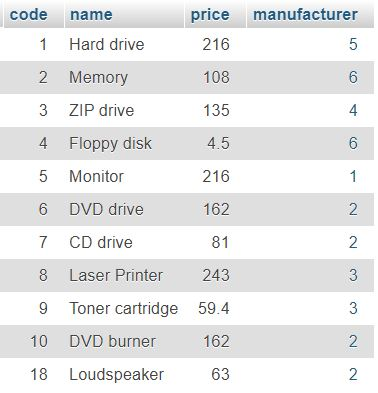 code name price manufacturer
1 Hard drive 216 5
2 Memory 108 6
3 ZIP drive 135 4
4 Floppy disk 4.5 6
5 Monitor 216 1
6 DVD drive 162 2
7 CD drive 81 2
8 Laser Printer 243 3
9 Toner cartridge 59.4 3
10 DVD burner 162 2
18 Loudspeaker 63 2